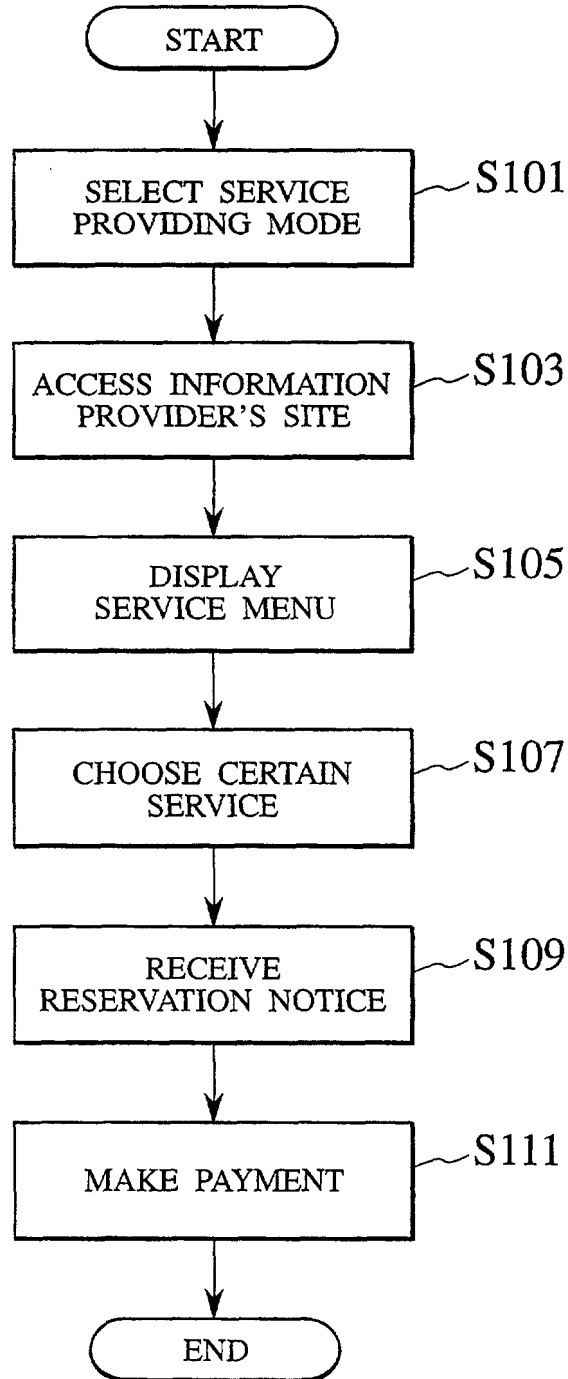 START
SELECT SERVICE
PROVIDING MODE
S101
ACCESS INFORMATION
PROVIDER'S SITE
S103
DISPLAY
SERVICE MENU
S105
CHOOSE CERTAIN
SERVICE
S107
RECEIVE
RESERVATION NOTICE
S109
MAKE PAYMENT
S111
END